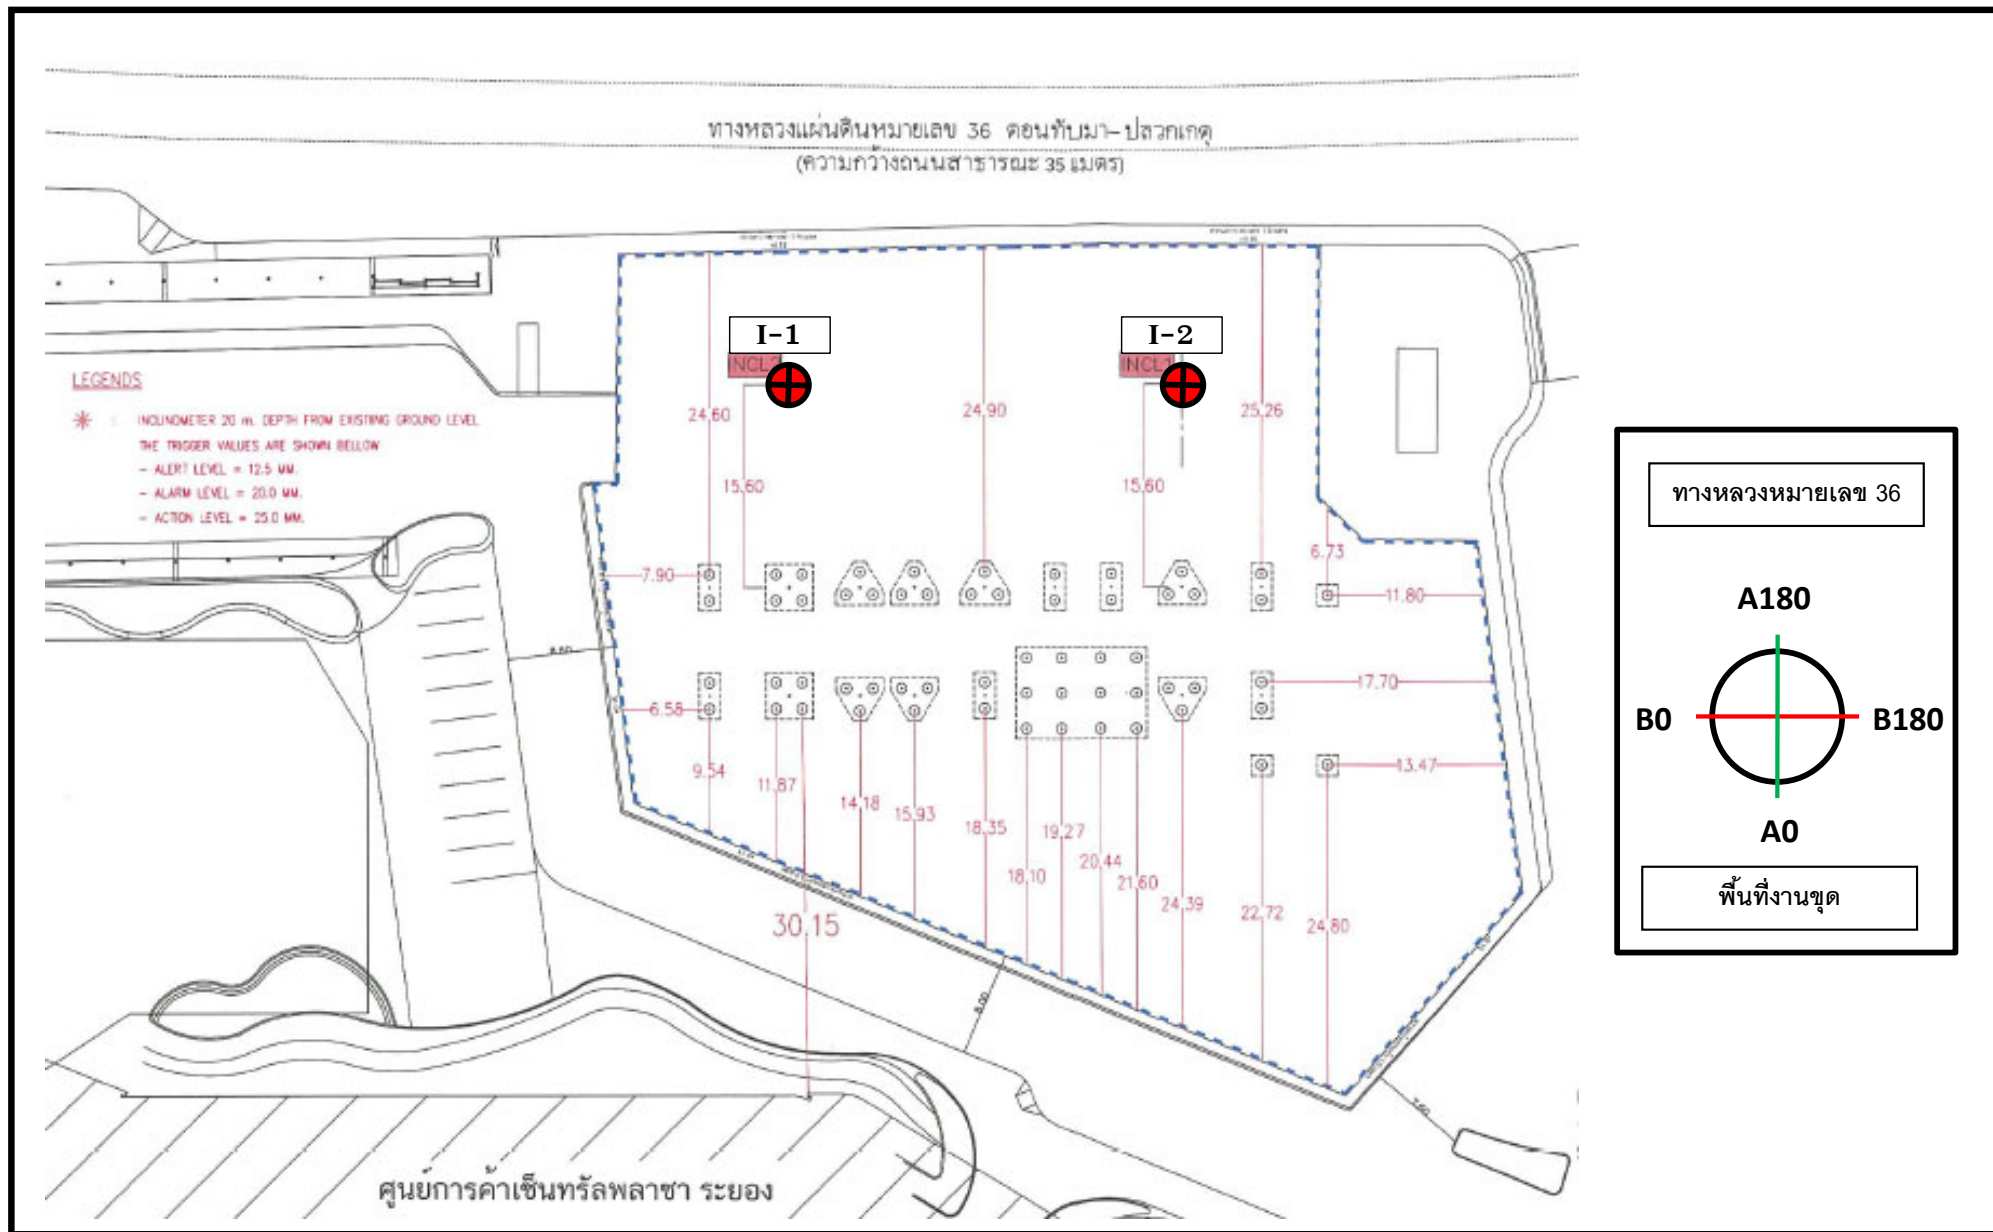 ทางหลวงแผ่นดินหมายเลข 36 ตอนทับมา-ปลวกเกตุ
(ความกว้างถนนสาธารณะ 35 เมตร)
I-1
I-2
INCL2
INCL1
LEGENDS
INCLINOMETER 20 m. DEPTH FROM EXISTING GROUND LEVEL
THE TRIGGER VALUES ARE SHOWN BELLOW
- ALERT LEVEL = 12.5 MM.
- ALARM LEVEL = 20.0 MM.
- ACTION LEVEL = 25.0 MM.
24.60
24.90
25.26
15.60
15.60
6.73
7.90
11.80
8.60
17.70
6.58
13.47
9.54
11.87
14.18
15.93
18.35
19.27
20.44
18.10
21.60
24.39
22.72
24.80
30.15
8.00
7.60
ศูนย์การค้าเซ็นทรัลพลาซา ระยอง
ทางหลวงหมายเลข 36
A180
B0
B180
A0
พื้นที่งานขุด